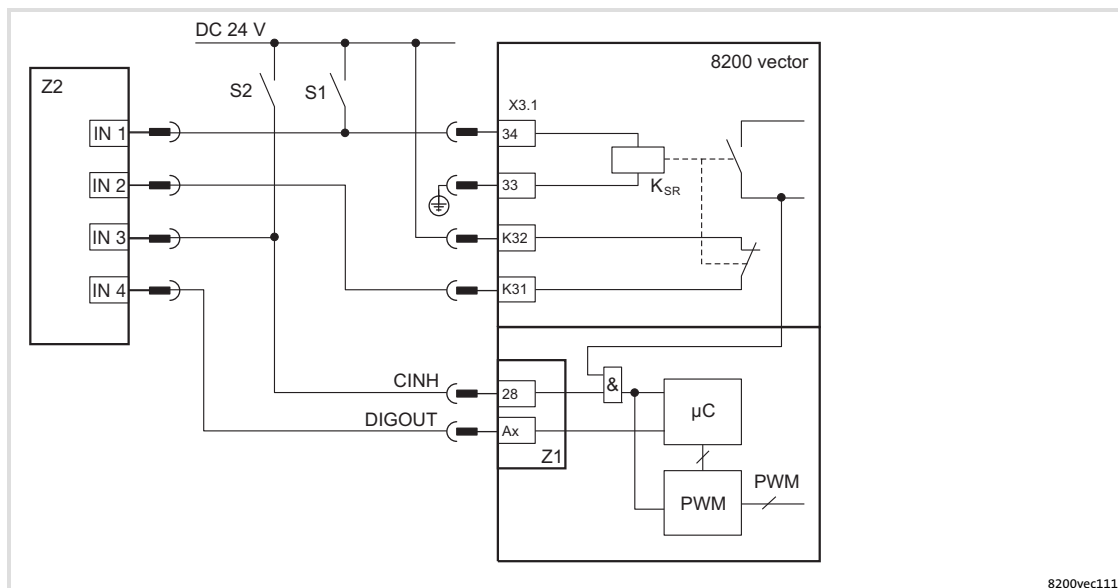 DC 24 V
8200 vector
Z2
S2
S1
X3.1
IN 1
34
IN 2
33
K_SR
IN 3
K32
IN 4
K31
CINH
28
&
µC
DIGOUT
Ax
Z1
PWM
PWM
8200vec111